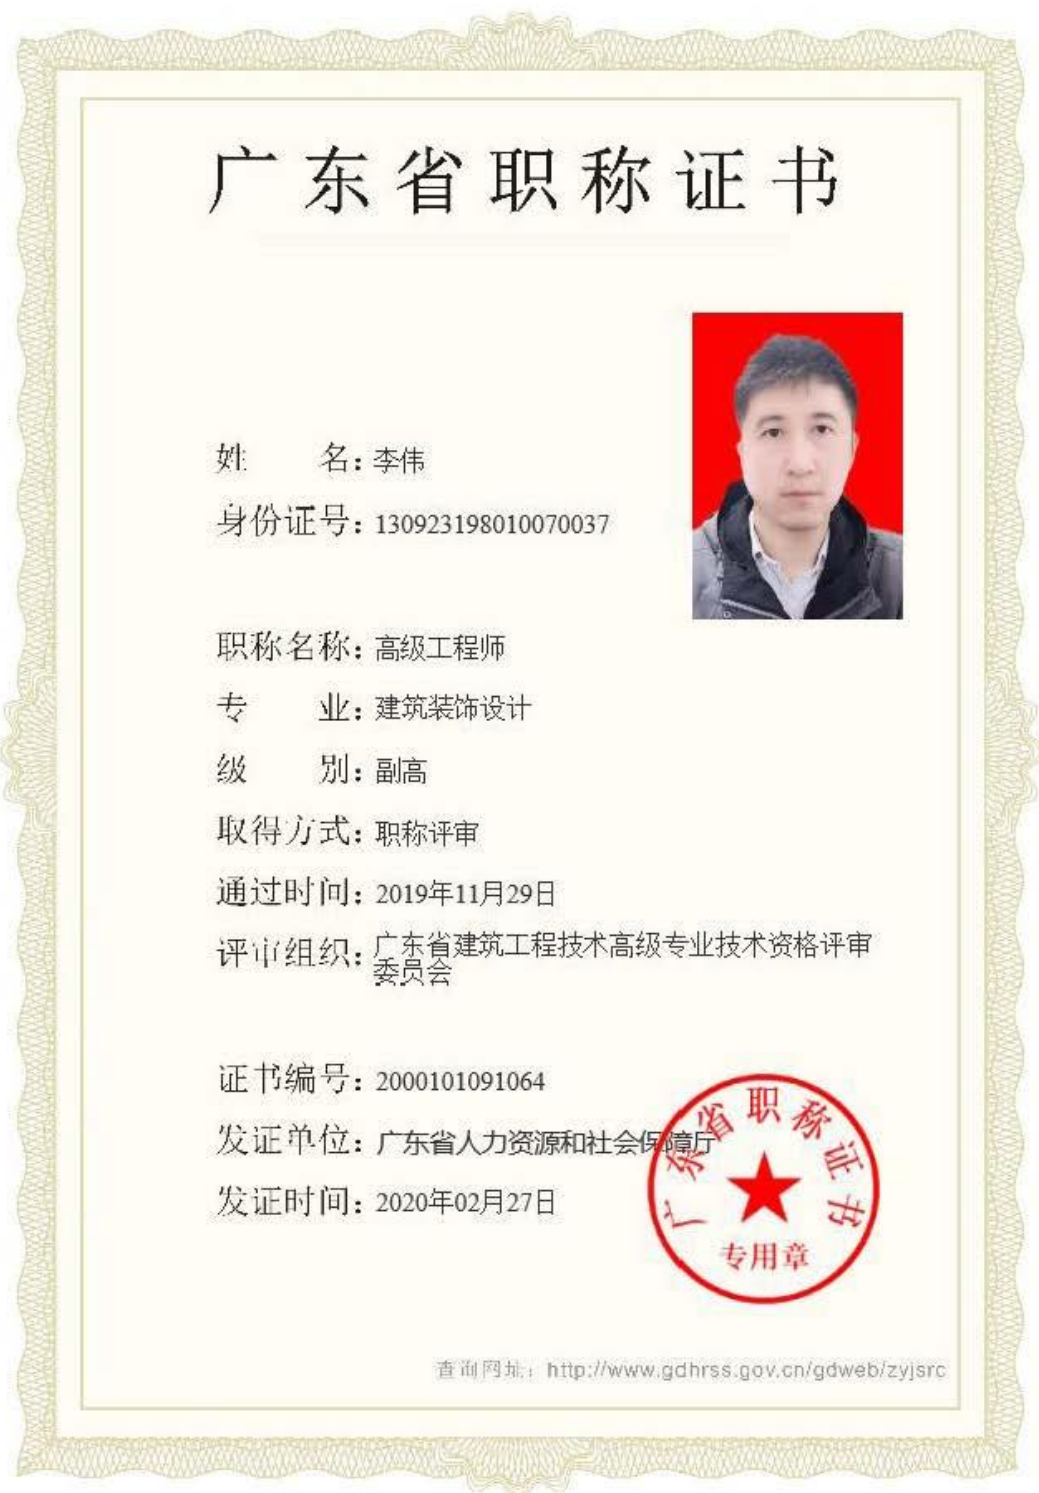 广东省职称证书
姓 名：李伟
身份证号：130923198010070037
职称名称：高级工程师
专 业：建筑装饰设计
级 别：副高
取得方式：职称评审
通过时间：2019年11月29日
评审组织：广东省建筑工程技术高级专业技术资格评审
委员会
证书编号：2000101091064
发证单位：广东省人力资源和社会保障厅
发证时间：2020年02月27日
广东省职称证书
专用章
查询网址：http://www.gdhrss.gov.cn/gdweb/zyjsrc